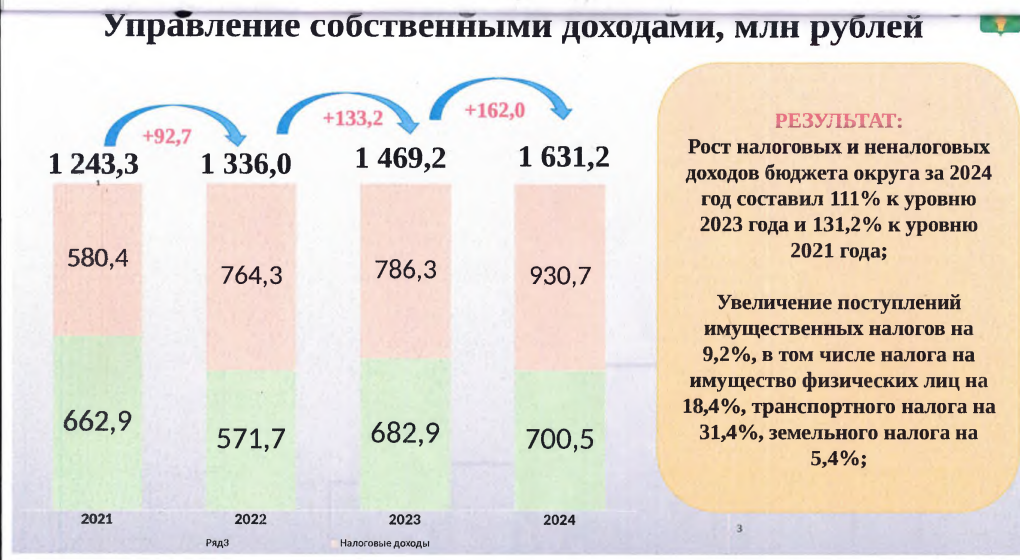 Управление собственными доходами, млн рублей
+92,7
+133,2
+162,0
1 243,3
1 336,0
1 469,2
1 631,2
1
580,4
764,3
786,3
930,7
662,9
571,7
682,9
700,5
2021
2022
2023
2024
Ряд3
Налоговые доходы
РЕЗУЛЬТАТ:
Рост налоговых и неналоговых
доходов бюджета округа за 2024
год составил 111% к уровню
2023 года и 131,2% к уровню
2021 года;
Увеличение поступлений
имущественных налогов на
9,2%, в том числе налога на
имущество физических лиц на
18,4%, транспортного налога на
31,4%, земельного налога на
5,4%;
3